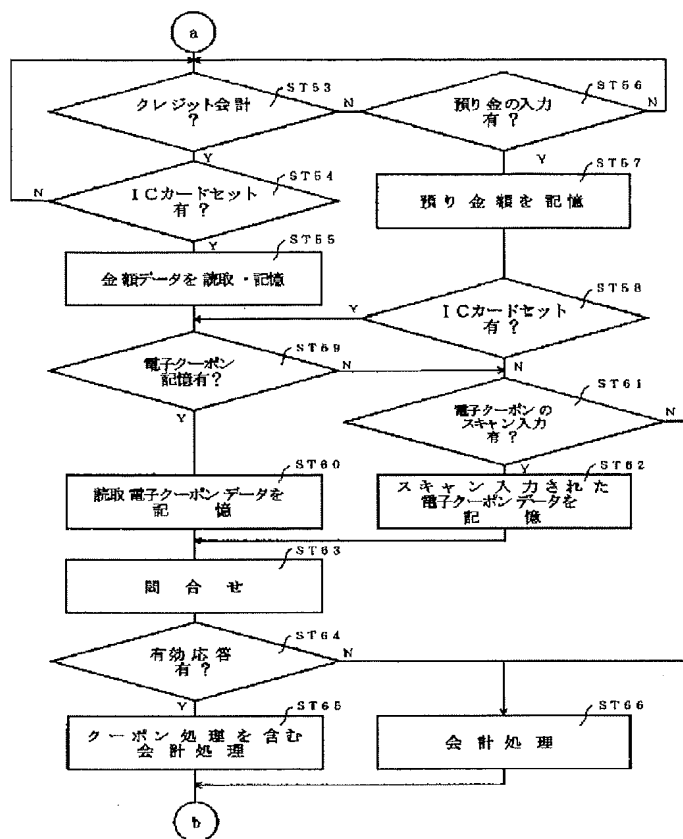 a
ST53
クレジット会計
?
N
Y
ST56
預り金の入力
有?
N
Y
ST54
ICカードセット
有?
N
Y
ST57
預り金額を記憶
ST55
金額データを読取・記憶
ST58
ICカードセット
有?
Y
N
ST59
電子クーポン
記憶有?
N
Y
ST61
電子クーポンの
スキャン入力
有?
N
Y
ST60
読取電子クーポンデータを
記憶
ST62
スキャン入力された
電子クーポンデータを
記憶
ST63
問合せ
ST64
有効応答
有?
N
Y
ST65
クーポン処理を含む
会計処理
ST66
会計処理
b